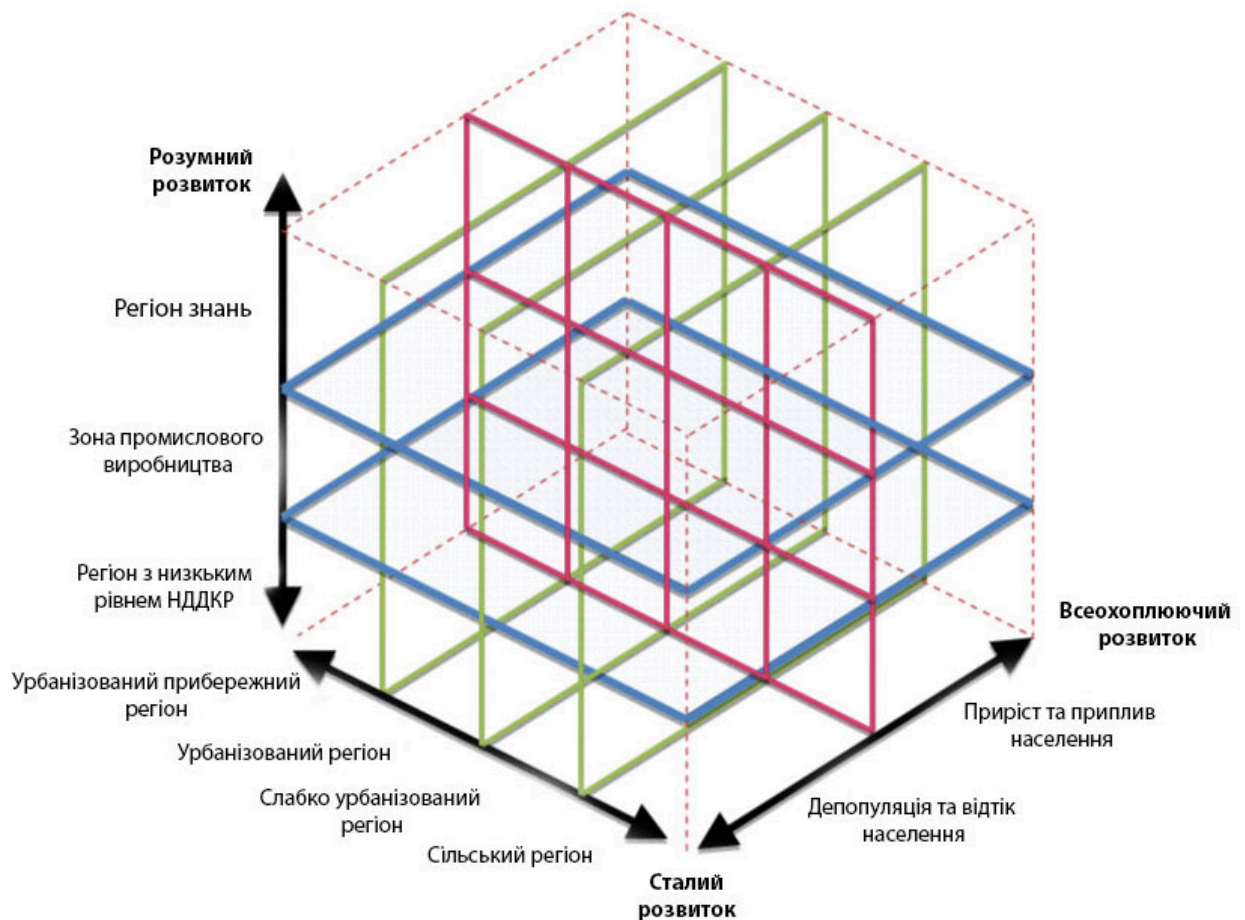 Розумний
розвиток
Регіон знань
Зона промислового
виробництва
Регіон з низкьким
рівнем НДДКР
Урбанізований прибережний
регіон
Урбанізований регіон
Слабко урбанізований
регіон
Сільський регіон
Сталий
розвиток
Депопуляція та відтік
населення
Приріст та приплив
населення
Всеохоплюючий
розвиток